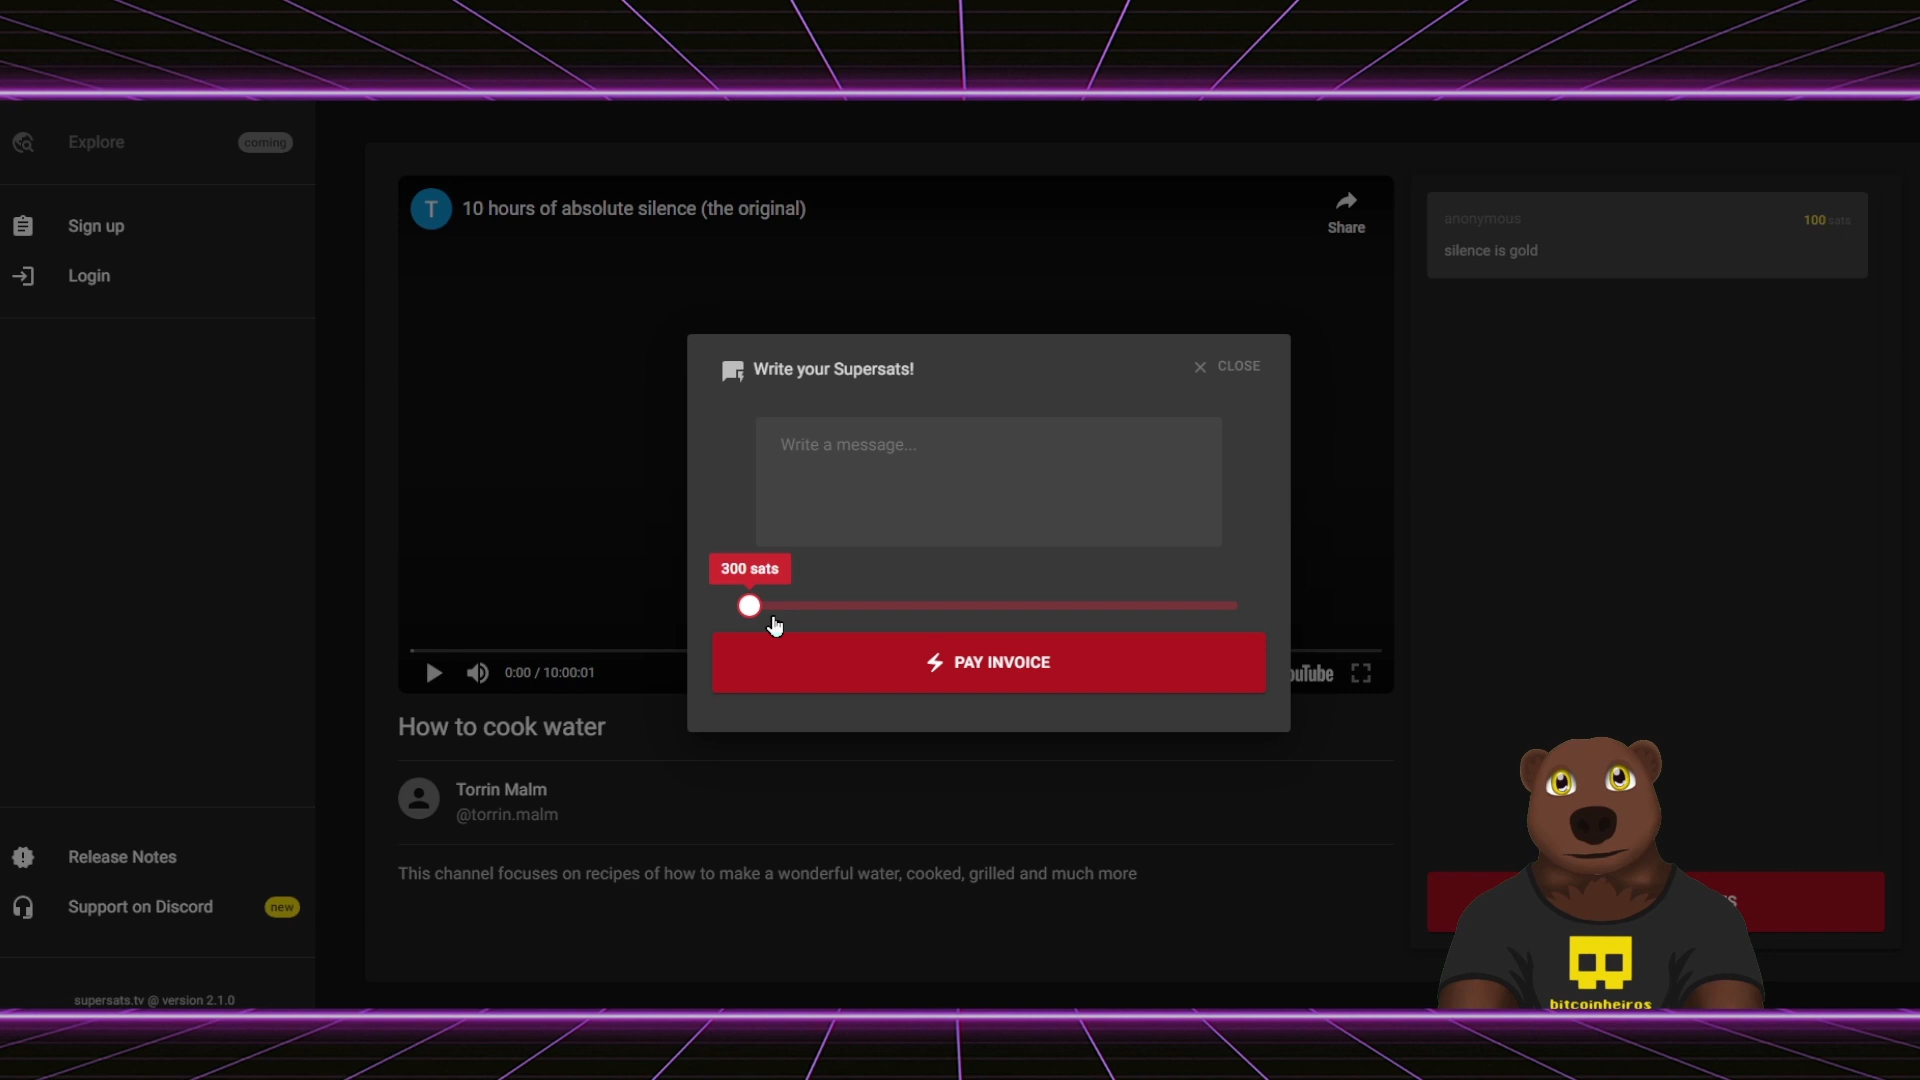 Explore
coming
Sign up
Login
T
10 hours of absolute silence (the original)
Share
anonymous
100 sats
silence is gold
Write your Supersats!
CLOSE
Write a message...
300 sats
PAY INVOICE
0:00 / 10:00:01
ouTube
How to cook water
Torrin Malm
@torrin.malm
This channel focuses on recipes of how to make a wonderful water, cooked, grilled and much more
Release Notes
Support on Discord
new
supersats.tv @ version 2.1.0
bitcoinheiros